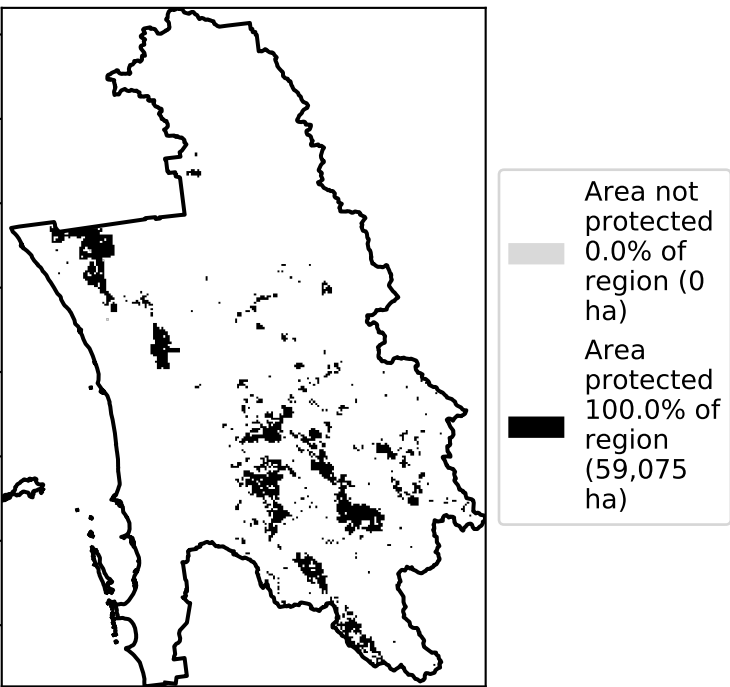 Area not
protected
0.0% of
region (0
ha)
Area
protected
100.0% of
region
(59,075
ha)